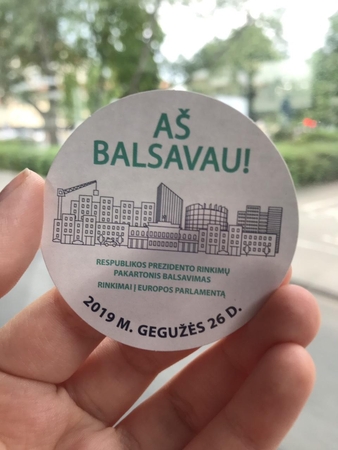 AŠ
BALSAVAU!
RESPUBLIKOS PREZIDENTO RINKIMŲ
PAKARTONIS BALSAVIMAS
RINKIMAI Į EUROPOS PARLAMENTĄ
2019 M. GEGUŽĖS 26 D.